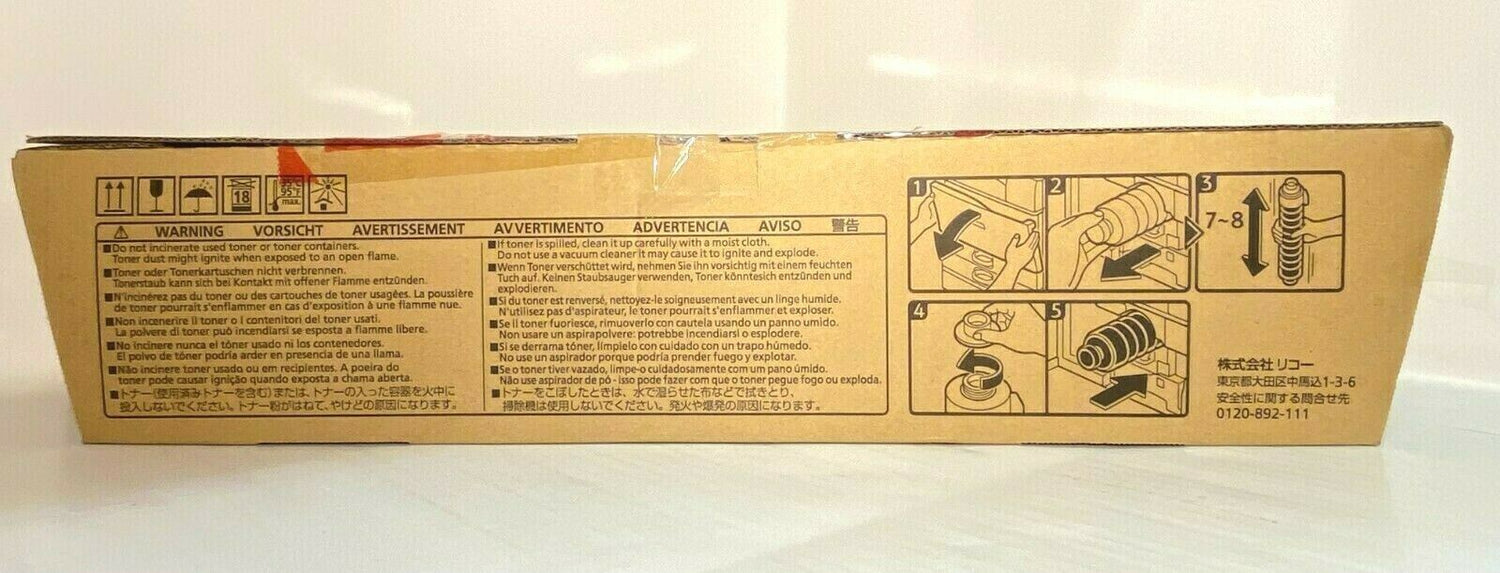 18
35°C
95°F
max.
WARNING VORSICHT AVERTISSEMENT AVVERTIMENTO ADVERTENCIA AVISO 警告
■Do not incinerate used toner or toner containers.
Toner dust might ignite when exposed to an open flame.
■Toner oder Tonerkartuschen nicht verbrennen.
Tonerstaub kann sich bei Kontakt mit offener Flamme entzünden.
■N'incinérez pas du toner ou des cartouches de toner usagées. La poussière
de toner pourrait s'enflammer en cas d'exposition à une flamme nue.
■Non incenerire il toner o i contenitori del toner usati.
La polvere di toner può incendiarsi se esposta a fiamme libere.
■No incinere nunca el tóner usado ni los contenedores.
El polvo de tóner podría arder en presencia de una llama.
■Não incinere toner usado ou em recipientes. A poeira do
toner pode causar ignição quando exposta a chama aberta.
■トナー(使用済みトナーを含む)または、トナーの入った容器を火中に
投入しないでください。トナー粉がはねて、やけどの原因になります。
■If toner is spilled, clean it up carefully with a moist cloth.
Do not use a vacuum cleaner it may cause it to ignite and explode.
■Wenn Toner verschüttet wird, nehmen Sie ihn vorsichtig mit einem feuchten
Tuch auf. Keinen Staubsauger verwenden, Toner könntesich entzünden und
explodieren.
■Si du toner est renversé, nettoyez-le soigneusement avec un linge humide.
N'utilisez pas d'aspirateur, le toner pourrait s'enflammer et exploser.
■Se il toner fuoriesce, rimuoverlo con cautela usando un panno umido.
Non usare un aspirapolvere: potrebbe incendiarsi o esplodere.
■Si se derrama tóner, límpielo con cuidado con un trapo húmedo.
No use un aspirador porque podría prender fuego y explotar.
■Se o toner tiver vazado, limpe-o cuidadosamente com um pano úmido.
Não use aspirador de pó - isso pode fazer com que o toner pegue fogo ou exploda.
■トナーをこぼしたときは、水で湿らせた布などで拭きとり、
掃除機は使用しないでください。発火や爆発の原因になります。
1
2
3
7~8
4
5
株式会社 リコー
東京都大田区中馬込1-3-6
安全性に関する問合せ先
0120-892-111